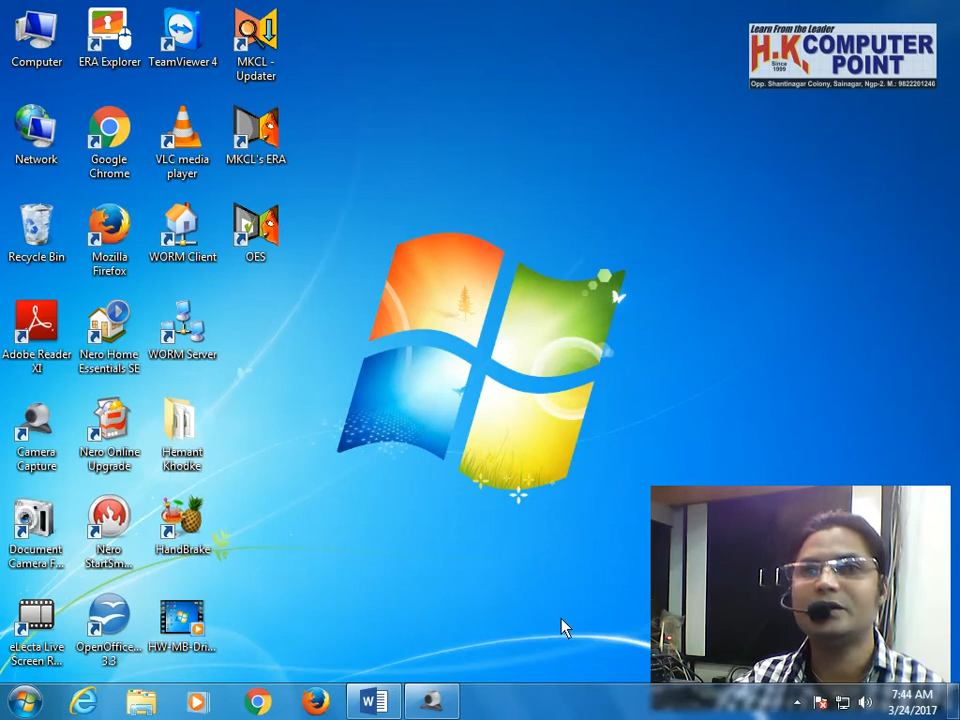 Computer
ERA Explorer
TeamViewer 4
MKCL -
Updater
Learn From the Leader
H.K. COMPUTER
POINT
Since
1999
Opp. Shantinagar Colony, Sainagar, Ngp-2. M.: 9822201246
Network
Google
Chrome
VLC media
player
MKCL's ERA
Recycle Bin
Mozilla
Firefox
WORM Client
OES
Adobe Reader
XI
Nero Home
Essentials SE
WORM Server
Camera
Capture
Nero Online
Upgrade
Hemant
Khodke
Document
Camera F...
Nero
StartSm...
HandBrake
eLecta Live
Screen R...
OpenOffice...
3.3
HW-MB-Dri...
7:44 AM
3/24/2017